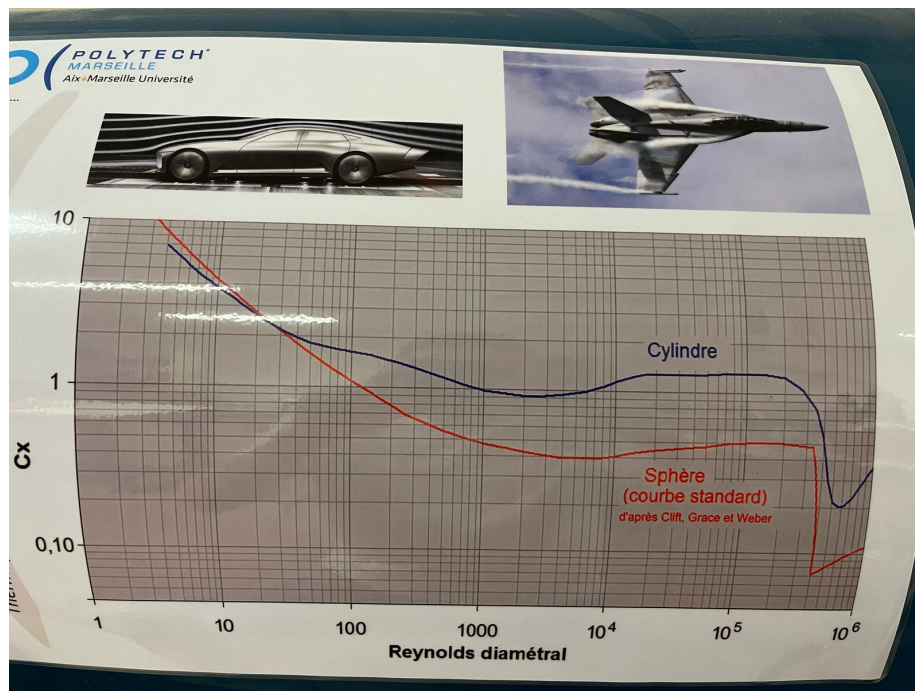 POLYTECH
MARSEILLE
Aix*Marseille Université
...
10
1
0,10
Cx
Cylindre
Sphère
(courbe standard)
d'après Clift, Grace et Weber
1
10
100
1000
10⁴
10⁵
10⁶
Reynolds diamétral